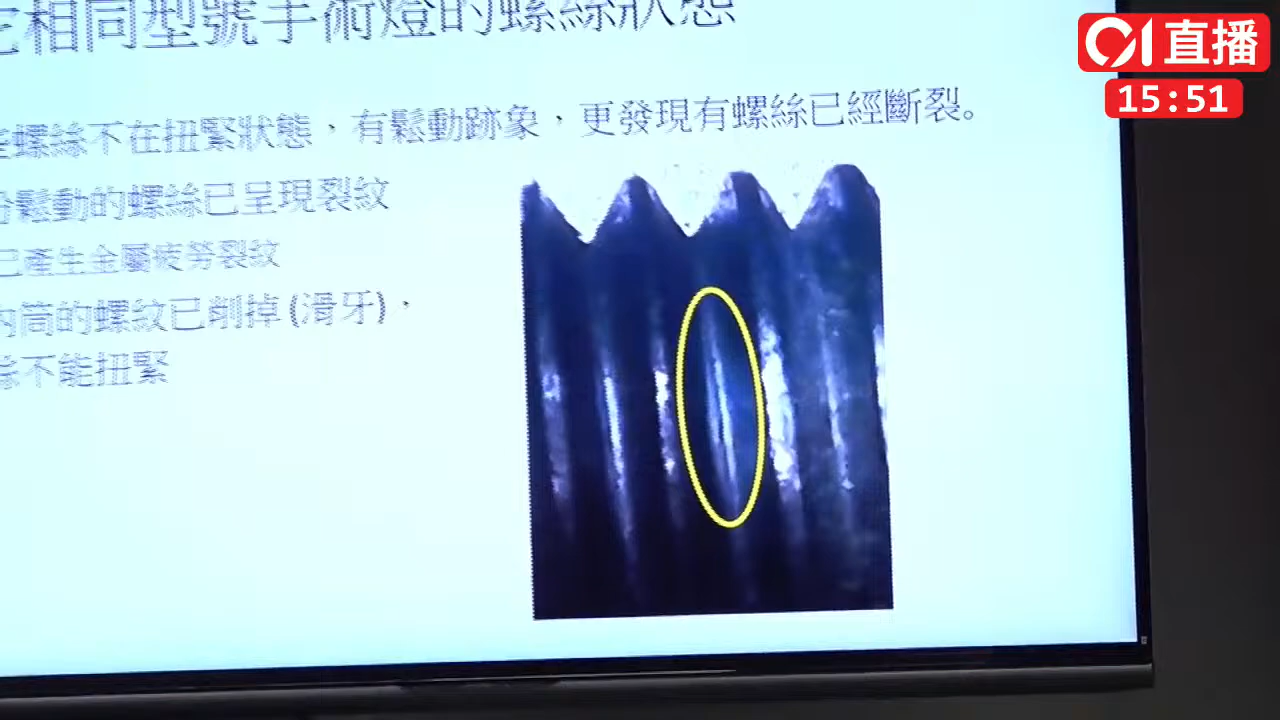 相同型號手術燈的螺絲狀態
直播
15:51
螺絲不在扭緊狀態，有鬆動跡象，更發現有螺絲已經斷裂。
鬆動的螺絲已呈現裂紋
已產生金屬疲勞裂紋
內筒的螺紋已削掉(滑牙)，
絲不能扭緊